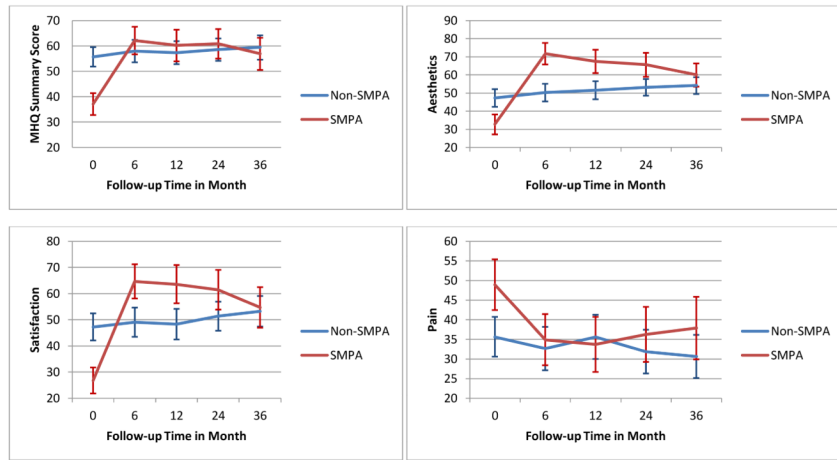 MHQ Summary Score
70
60
50
40
30
20
0 6 12 24 36
Follow-up Time in Month
Non-SMPA
SMPA
Aesthetics
90
80
70
60
50
40
30
20
0 6 12 24 36
Follow-up Time in Month
Non-SMPA
SMPA
Satisfaction
80
70
60
50
40
30
20
0 6 12 24 36
Follow-up Time in Month
Non-SMPA
SMPA
Pain
60
55
50
45
40
35
30
25
20
0 6 12 24 36
Follow-up Time in Month
Non-SMPA
SMPA